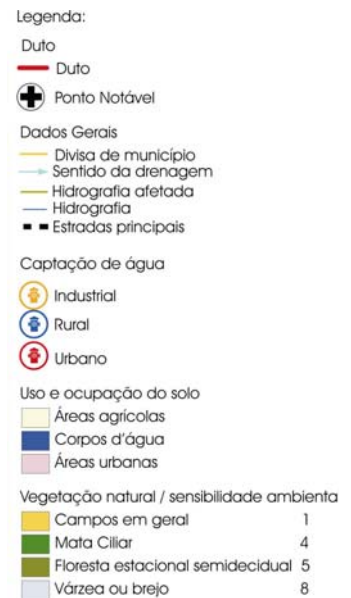 Legenda:
Duto
Duto
Ponto Notável
Dados Gerais
Divisa de município
Sentido da drenagem
Hidrografia afetada
Hidrografia
Estradas principais
Captação de água
Industrial
Rural
Urbano
Uso e ocupação do solo
Áreas agrícolas
Corpos d'água
Áreas urbanas
Vegetação natural / sensibilidade ambienta
Campos em geral 1
Mata Ciliar 4
Floresta estacional semidecidual 5
Várzea ou brejo 8